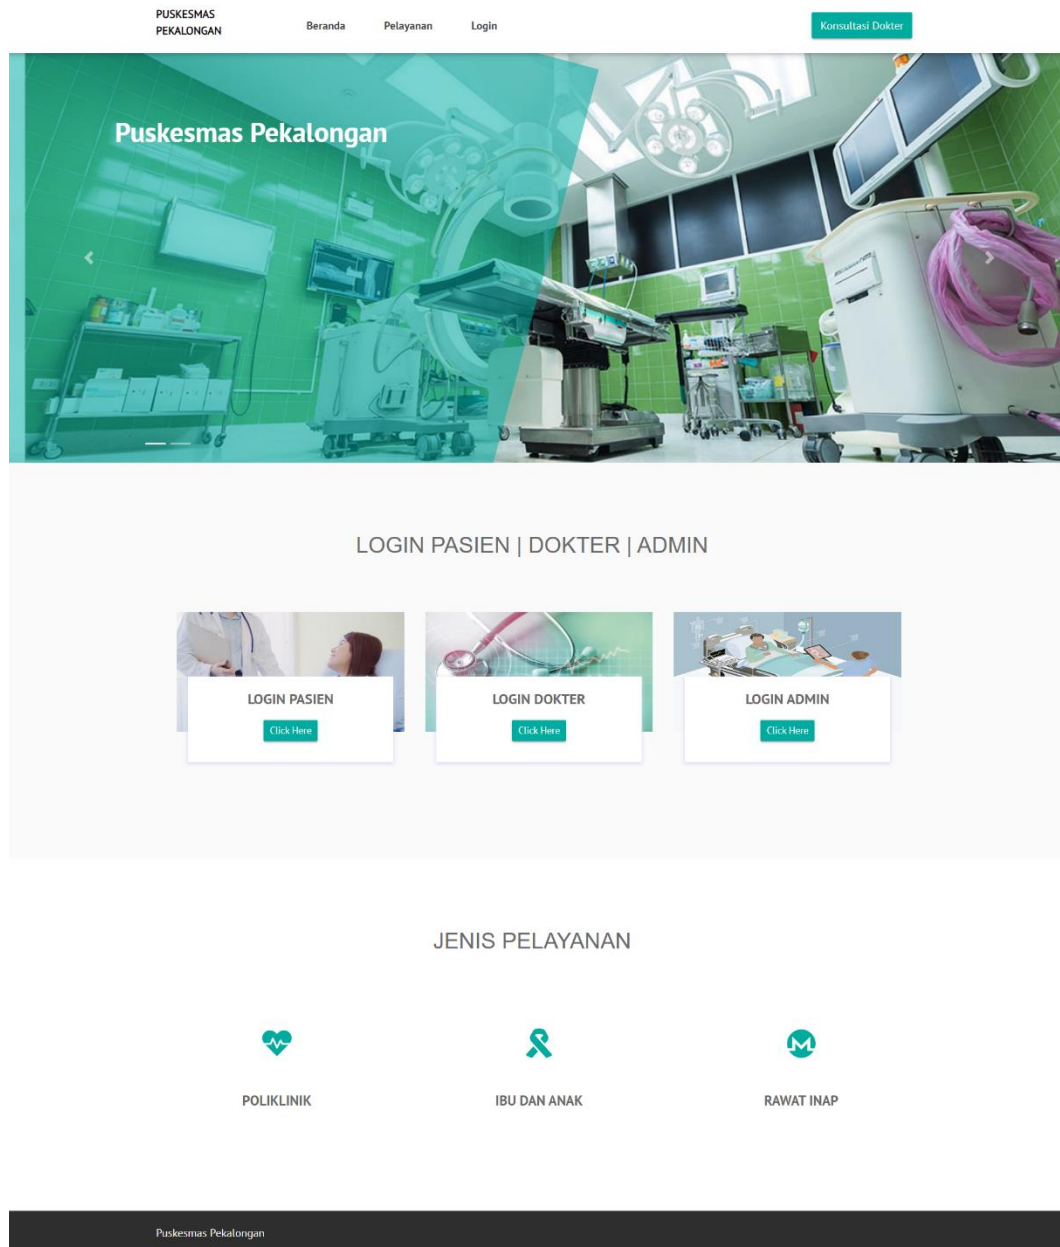 PUSKESMAS
PEKALONGAN
Beranda
Pelayanan
Login
Konsultasi Dokter
Puskesmas Pekalongan
LOGIN PASIEN | DOKTER | ADMIN
LOGIN PASIEN
Click Here
LOGIN DOKTER
Click Here
LOGIN ADMIN
Click Here
JENIS PELAYANAN
POLIKLINIK
IBU DAN ANAK
RAWAT INAP
Puskesmas Pekalongan